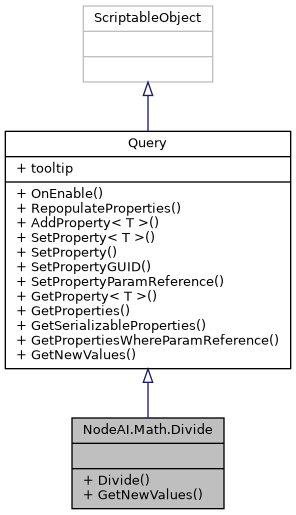 ScriptableObject
Query
+ tooltip
+ OnEnable()
+ RepopulateProperties()
+ AddProperty< T >()
+ SetProperty< T >()
+ SetProperty()
+ SetPropertyGUID()
+ SetPropertyParamReference()
+ GetProperty< T >()
+ GetProperties()
+ GetSerializableProperties()
+ GetPropertiesWhereParamReference()
+ GetNewValues()
NodeAI.Math.Divide
+ Divide()
+ GetNewValues()